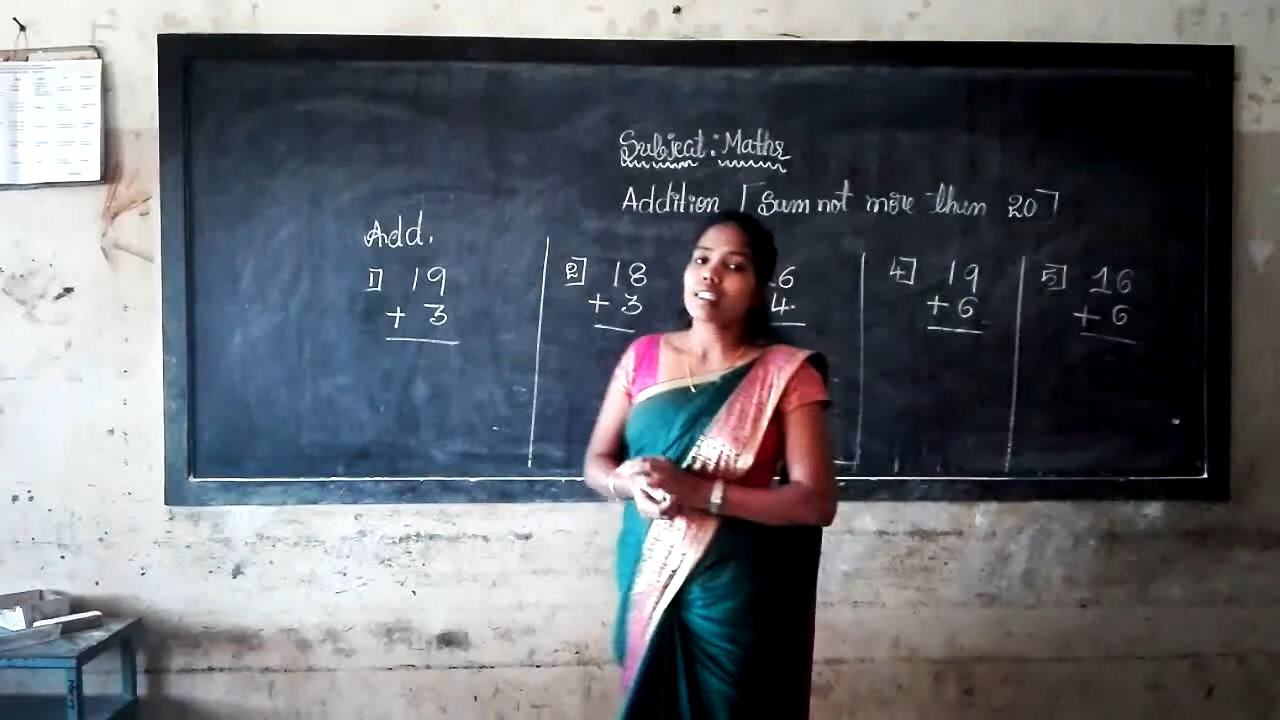 Subject : Maths
Addition [Sum not more than 20]
Add.
1] 19 2] 18 6 4] 19 5] 16
+ 3 + 3 4 + 6 + 6